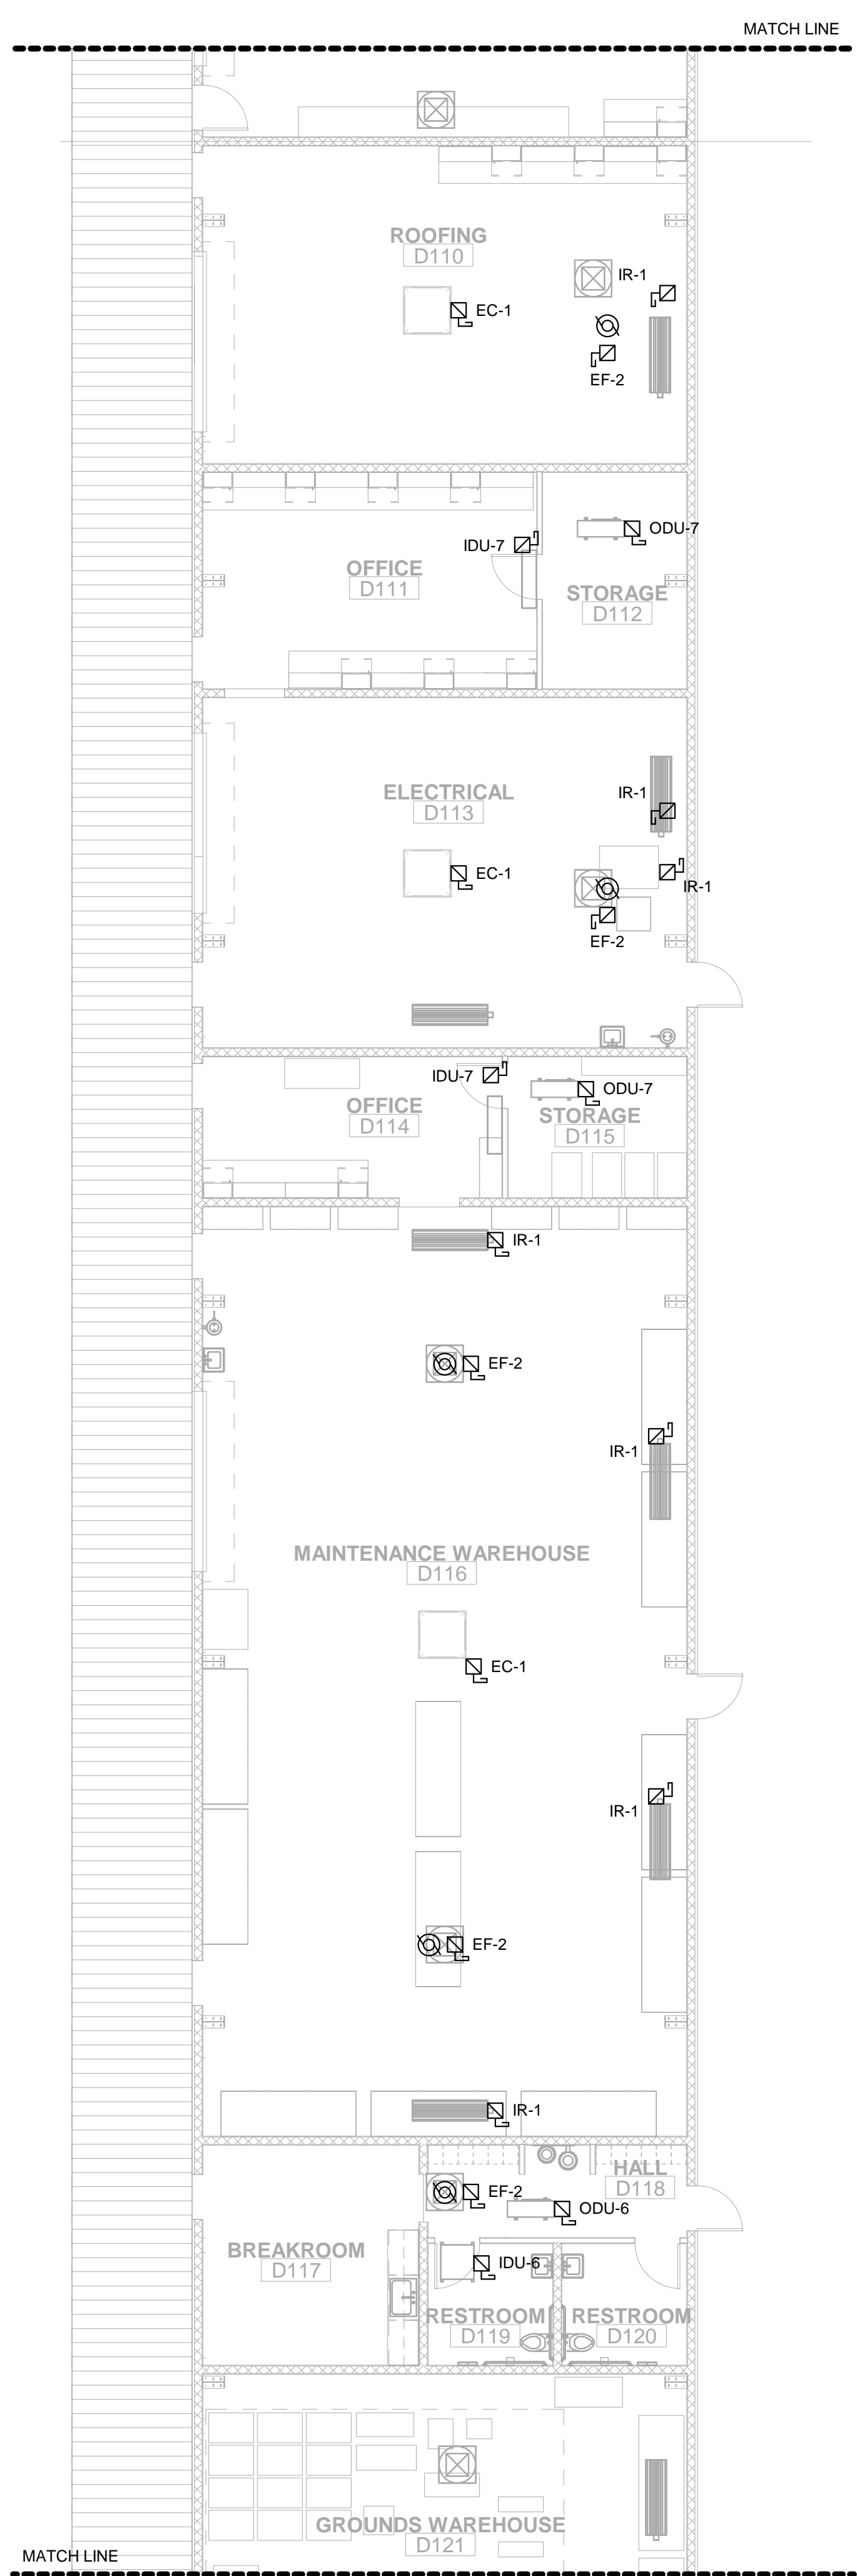 MATCH LINE
ROOFING
D110
IR-1
EC-1
EF-2
ODU-7
IDU-7
OFFICE
D111
STORAGE
D112
ELECTRICAL
D113
IR-1
EC-1
IR-1
EF-2
IDU-7
ODU-7
OFFICE
D114
STORAGE
D115
IR-1
EF-2
IR-1
MAINTENANCE WAREHOUSE
D116
EC-1
IR-1
EF-2
IR-1
HALL
D118
EF-2
ODU-6
BREAKROOM
D117
IDU-6
RESTROOM
D119
RESTROOM
D120
GROUNDS WAREHOUSE
D121
MATCH LINE